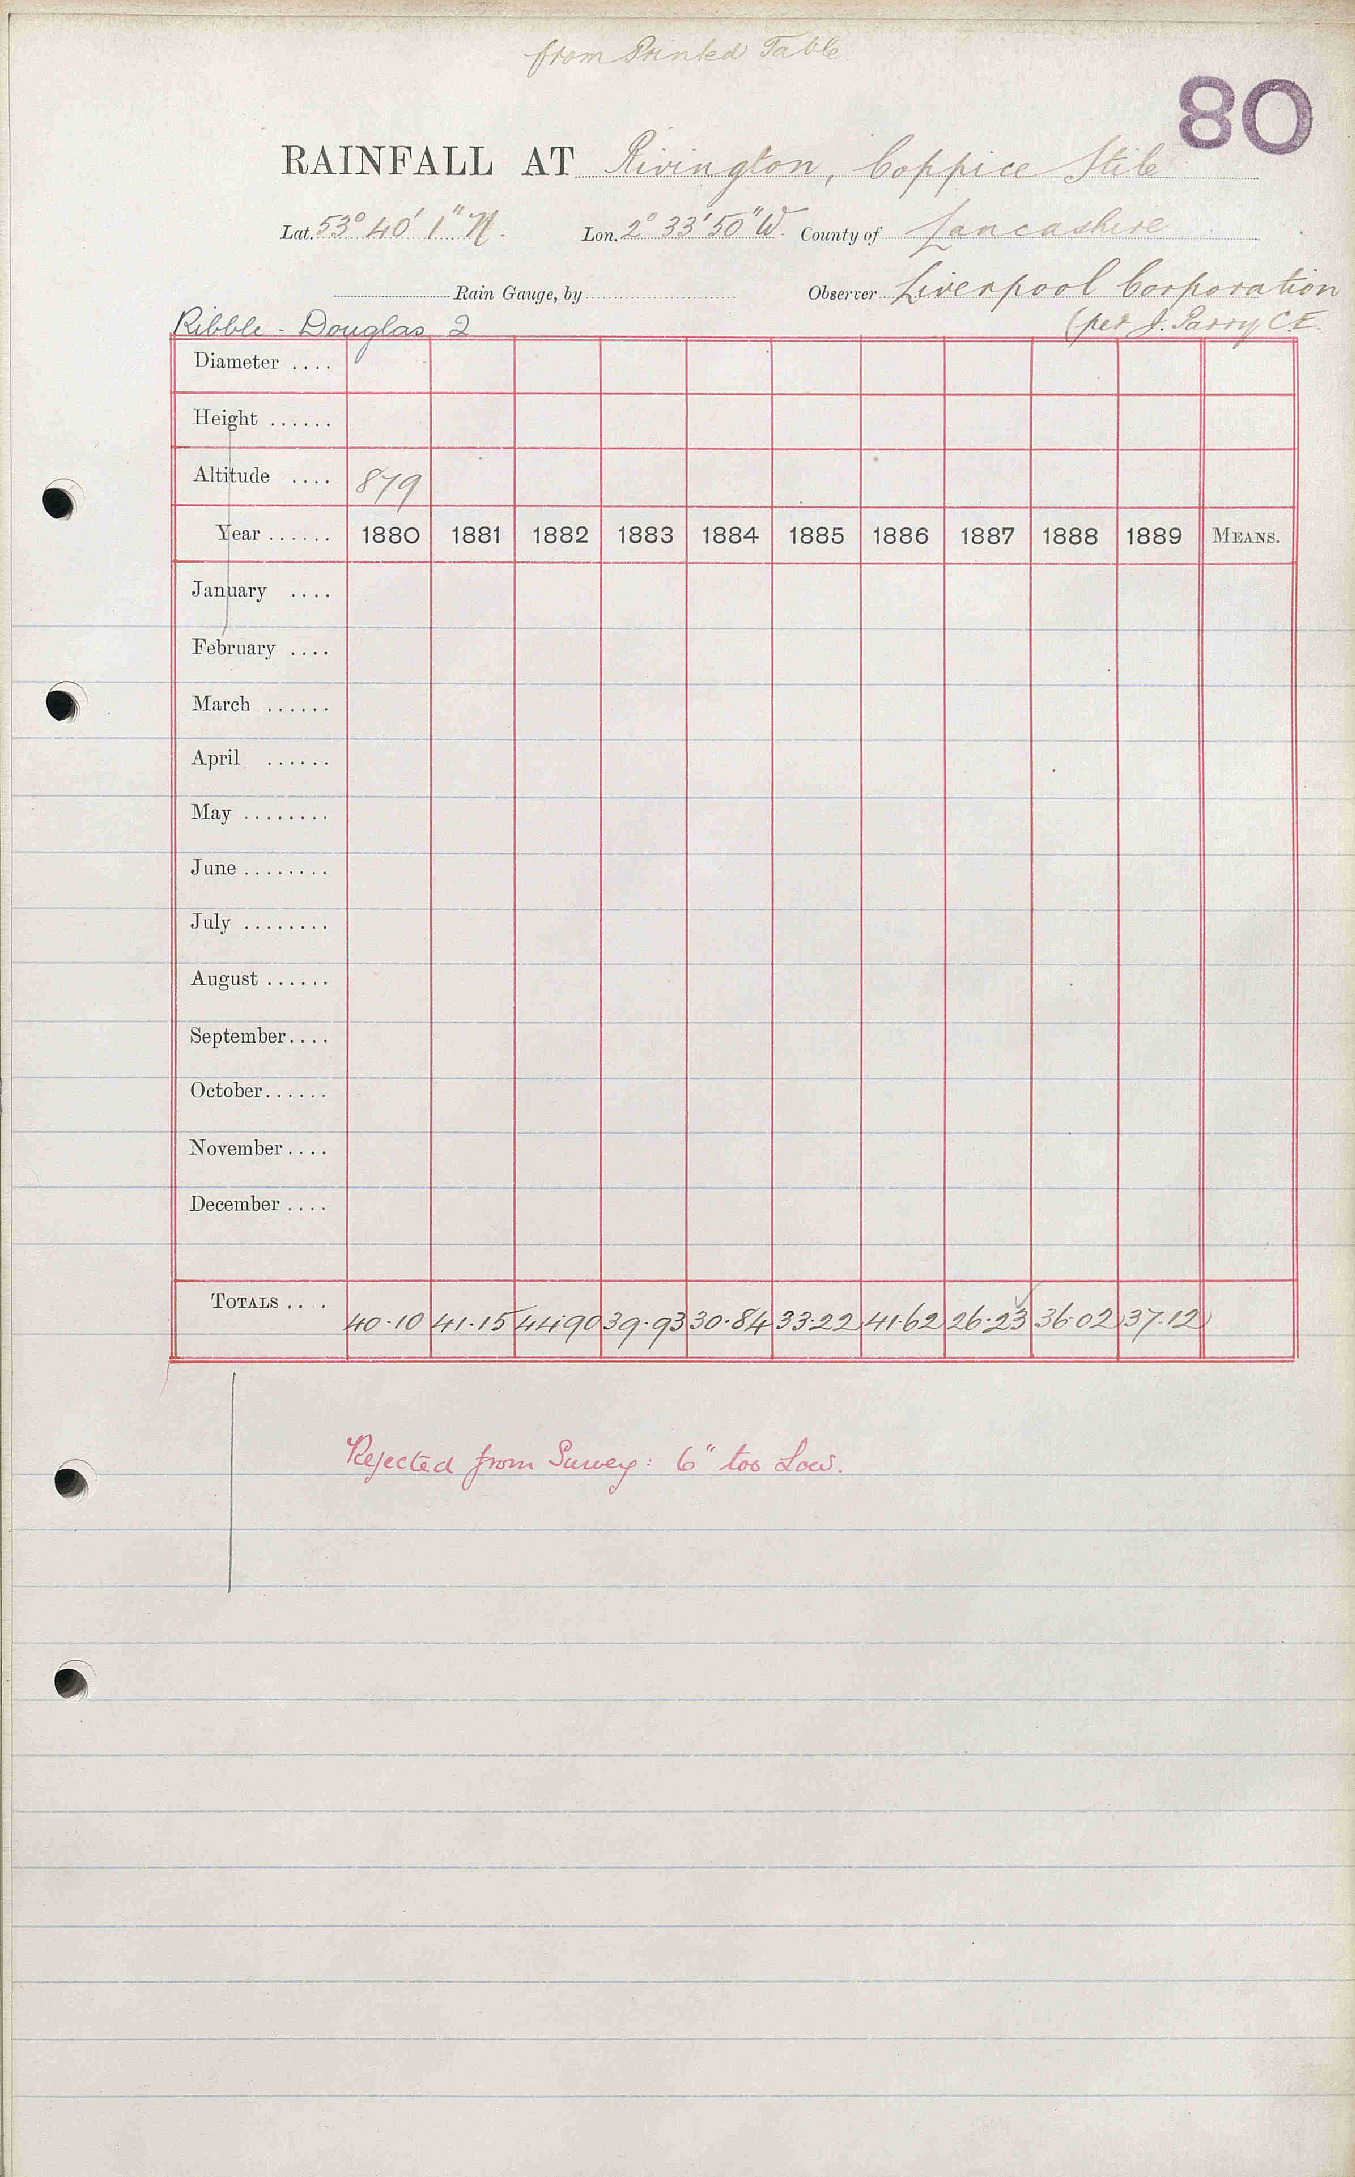 from Printed Table
80
RAINFALL AT Rivington, Coppice Stile
Lat. 53° 40' 1" N. Lon. 2° 33' 50" W. County of Lancashire
Rain Gauge, by Observer Liverpool Corporation
Ribble - Douglas 2 (per J. Parry C.E.
Diameter ....
Height ......
Altitude .... 879
Year ...... 1880 1881 1882 1883 1884 1885 1886 1887 1888 1889 MEANS.
January ....
February ....
March ......
April ......
May ........
June ........
July ........
August ......
September ....
October ......
November ....
December ....
TOTALS .... 40.10 41.15 44.90 39.93 30.84 33.22 41.62 26.23 36.02 37.12
Rejected from Survey: 6" too Low.